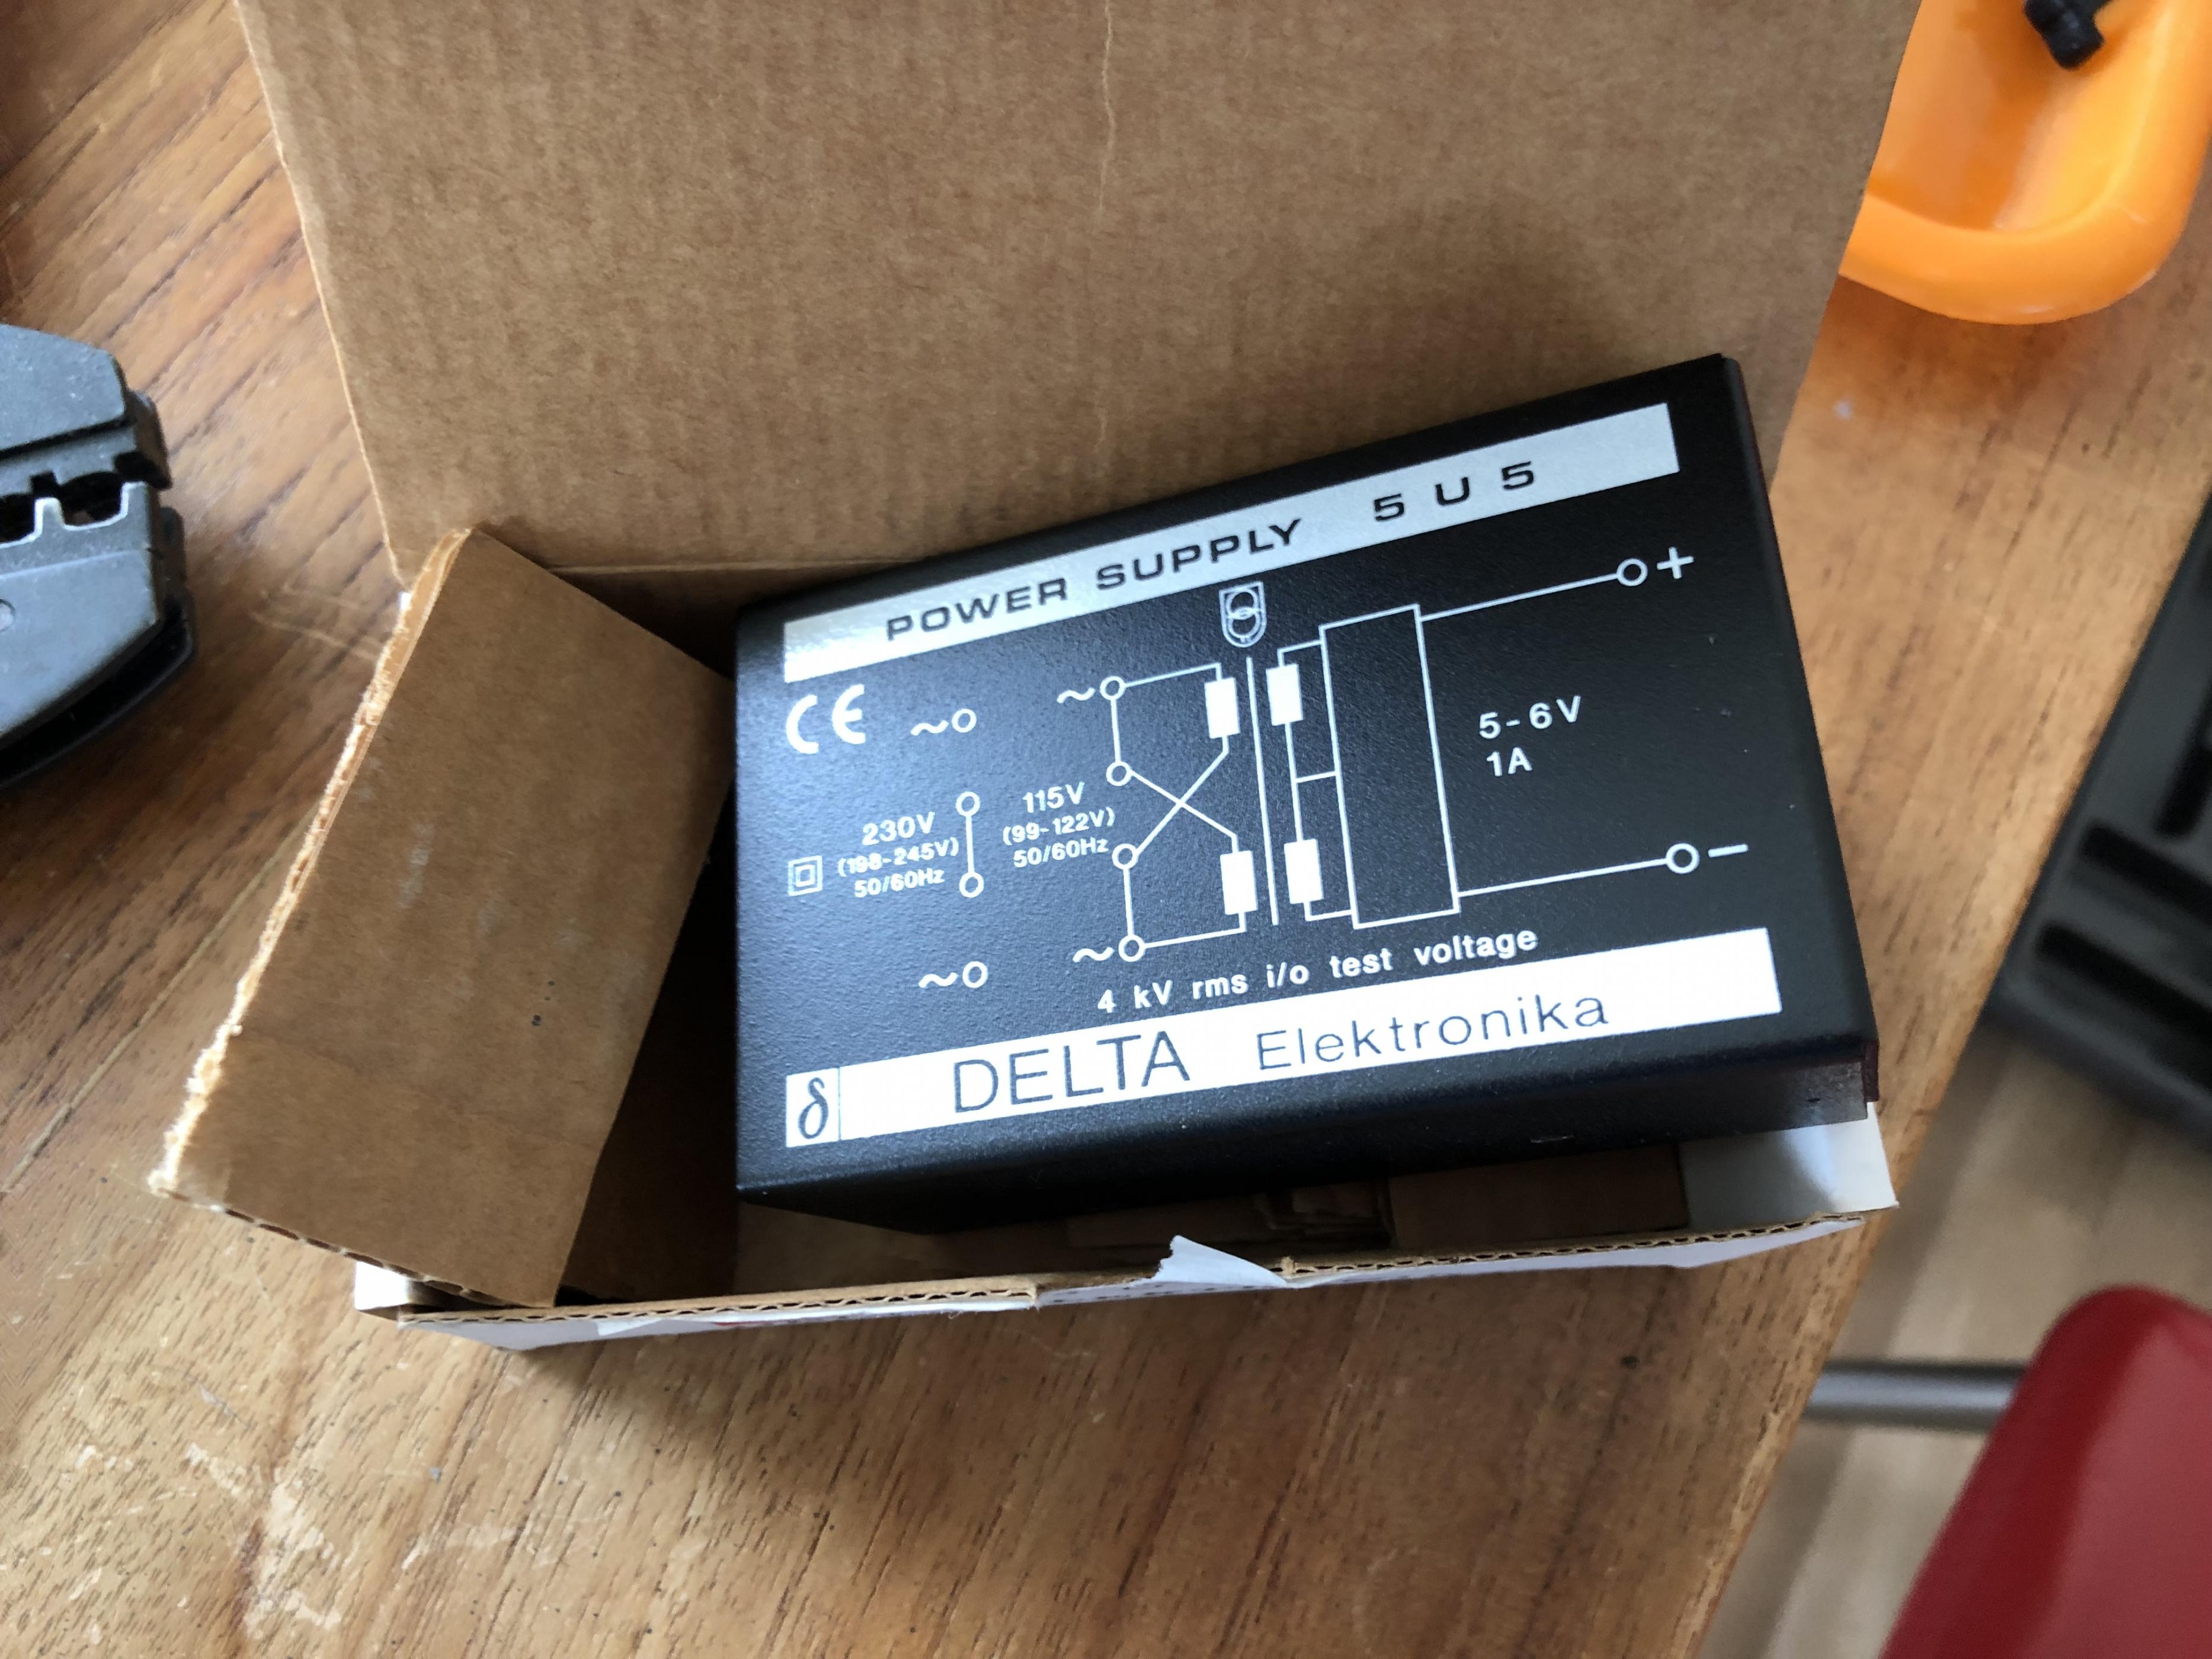 POWER SUPPLY 5 U 5
CE
~
~
+
230V
(198-245V)
50/60Hz
115V
(99-122V)
50/60Hz
5-6V
1A
~
~
−
4 kV rms i/o test voltage
δ DELTA Elektronika